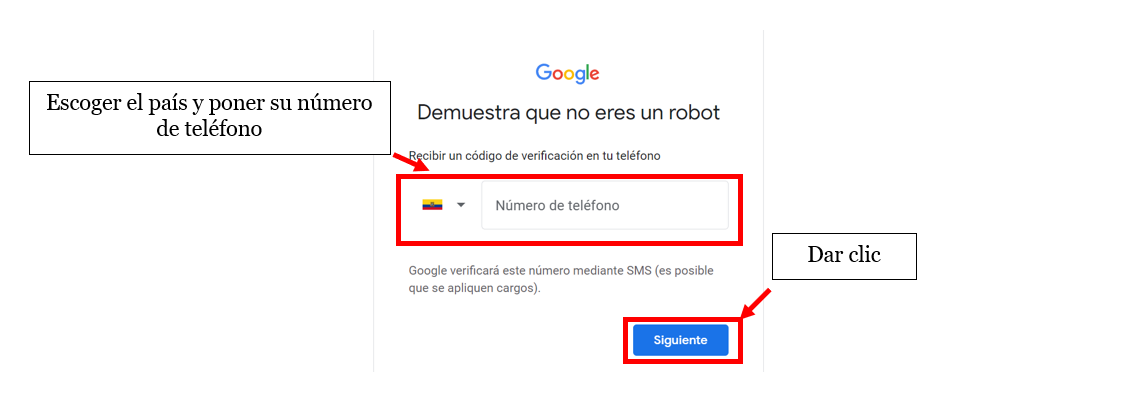 Google
Escoger el país y poner su número
de teléfono
Demuestra que no eres un robot
Recibir un código de verificación en tu teléfono
Número de teléfono
Dar clic
Google verificará este número mediante SMS (es posible
que se apliquen cargos).
Siguiente